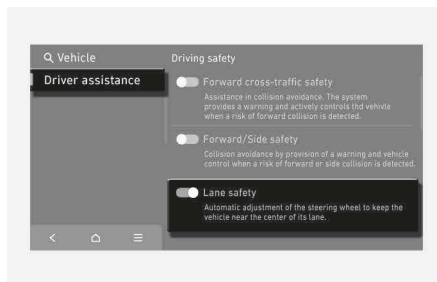 Vehicle
Driving safety
Driver assistance
Forward cross-traffic safety
Assistance in collision avoidance. The system
provides a warning and actively controls thd vehivle
when a risk of forward collision is detected.
Forward/Side safety
Collision avoidance by provision of a warning and vehicle
control when a risk of forward or side collision is detected.
Lane safety
Automatic adjustment of the steering wheel to keep the
vehicle near the center of its lane.